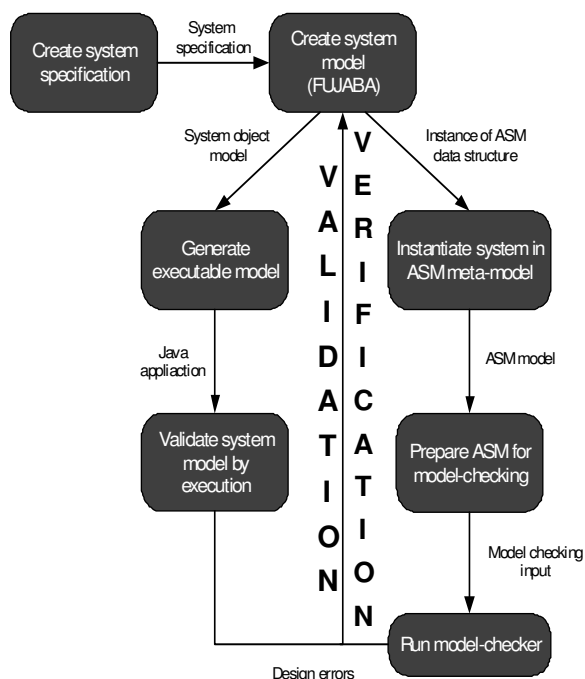 System
specification
Create system
specification
Create system
model
(FUJABA)
System object
model
Instance of ASM
data structure
VALIDATION
VERIFICATION
Generate
executable model
Instantiate system in
ASM meta-model
Java
appliaction
ASM model
Validate system
model by
execution
Prepare ASM for
model-checking
Model checking
input
Run model-checker
Design errors